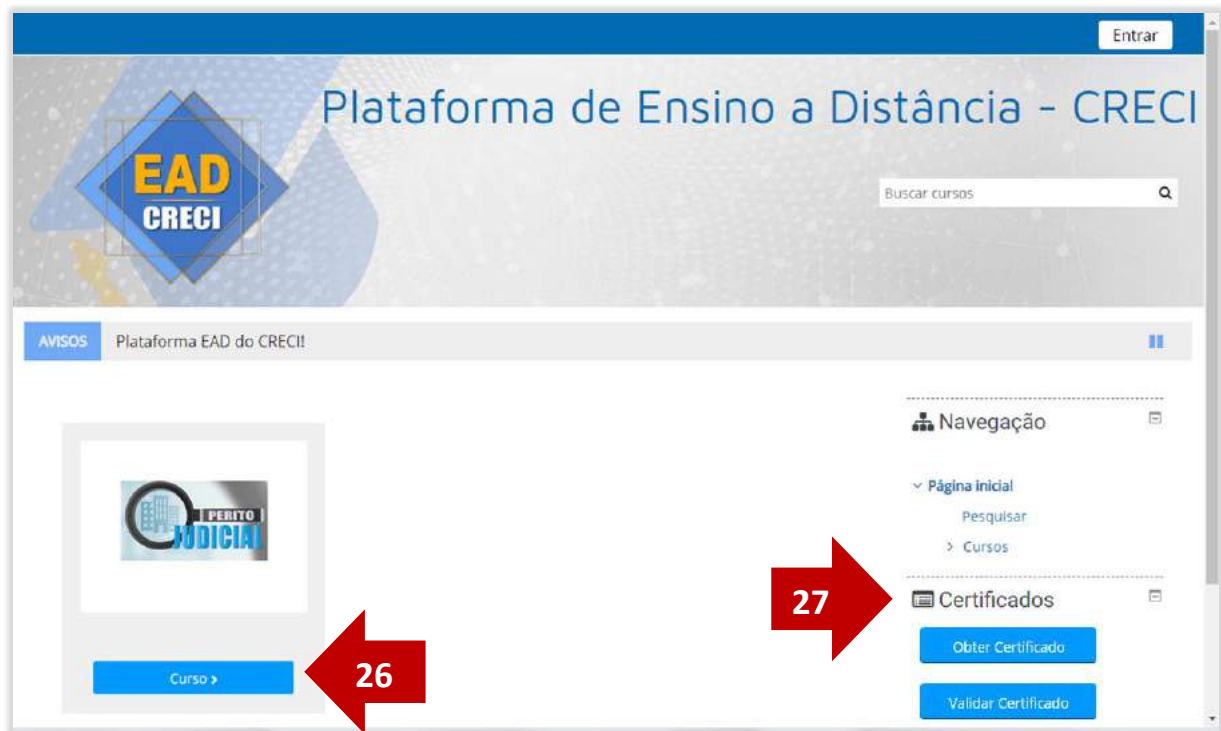 Entrar
Plataforma de Ensino a Distância - CRECI
EAD
CRECI
Buscar cursos
AVISOS Plataforma EAD do CRECI!
Navegação
Página inicial
Pesquisar
Cursos
PERITO
JUDICIAL
27
Certificados
Obter Certificado
26
Curso
Validar Certificado